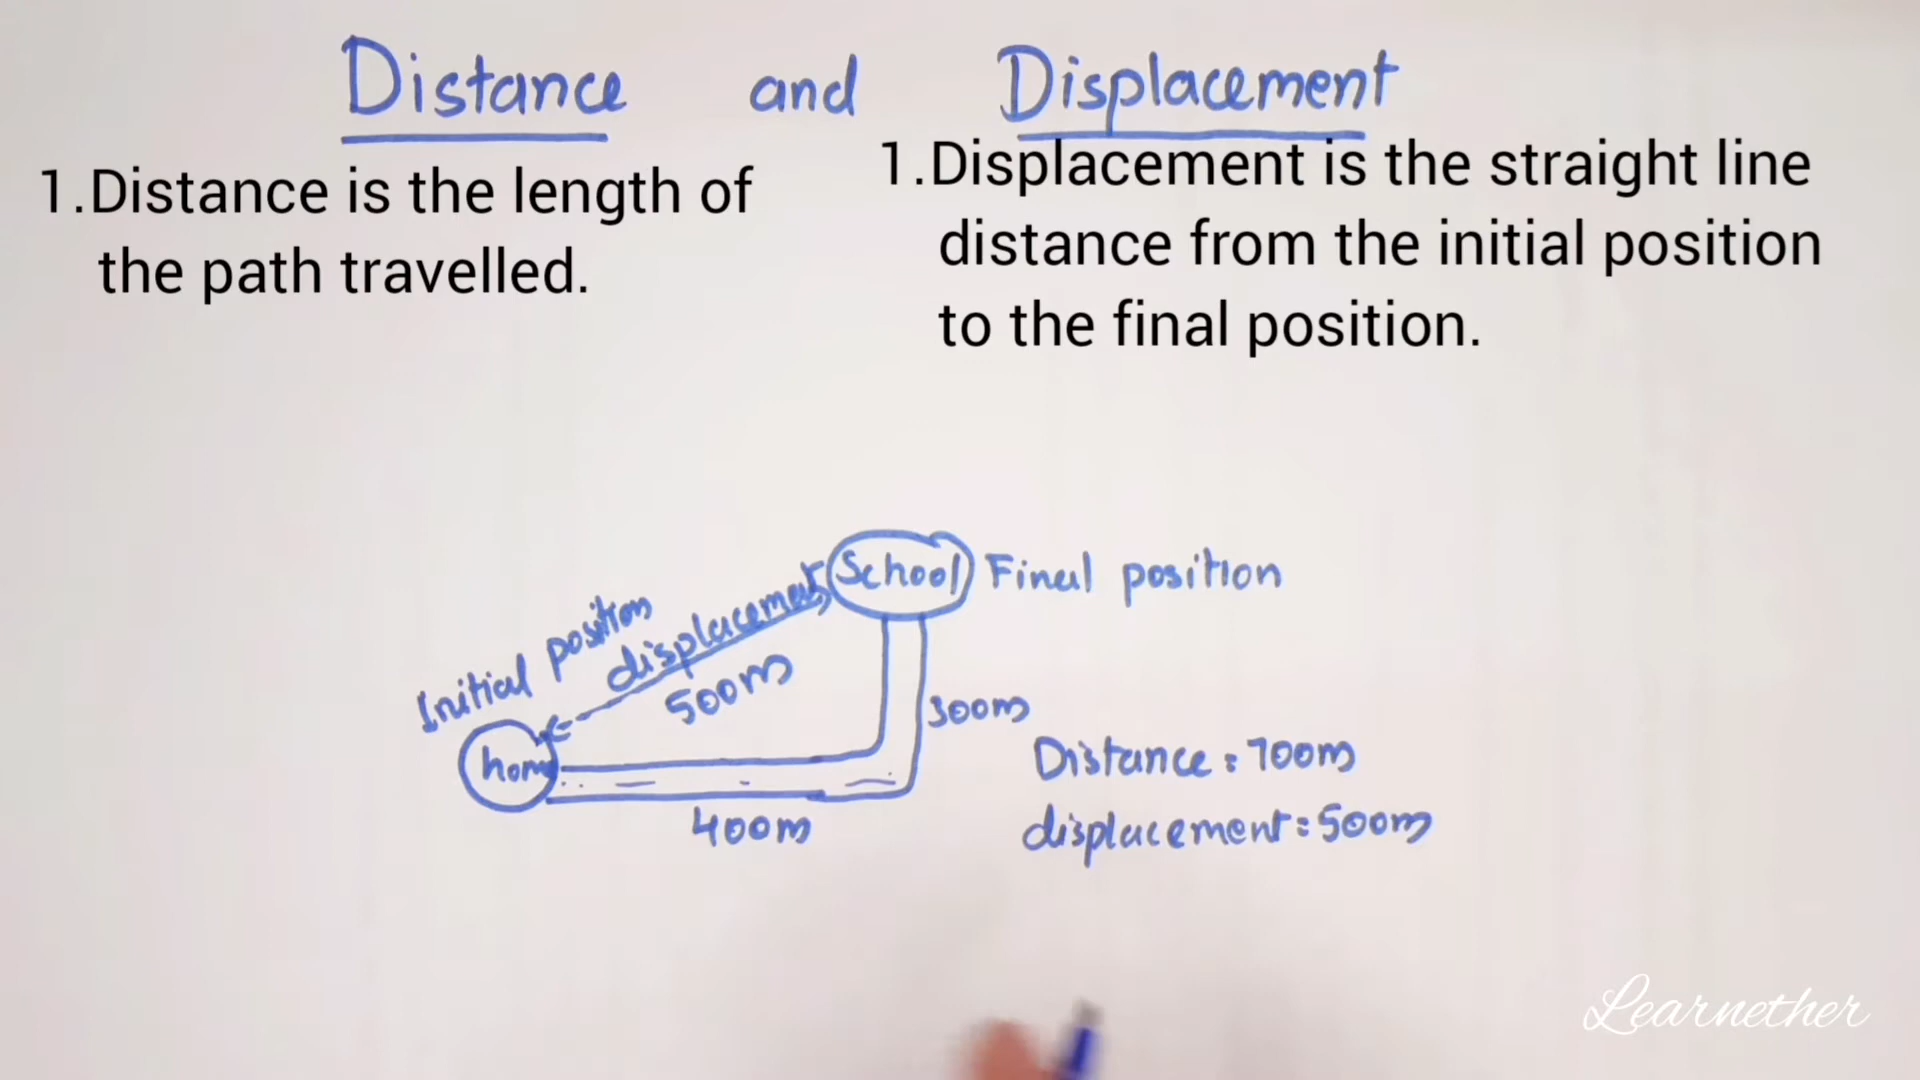 Distance and Displacement
1.Distance is the length of
the path travelled.
1.Displacement is the straight line
distance from the initial position
to the final position.
School Final position
Initial position
displacement
500m
home
300m
400m
Distance = 700m
displacement = 500m
Learnether